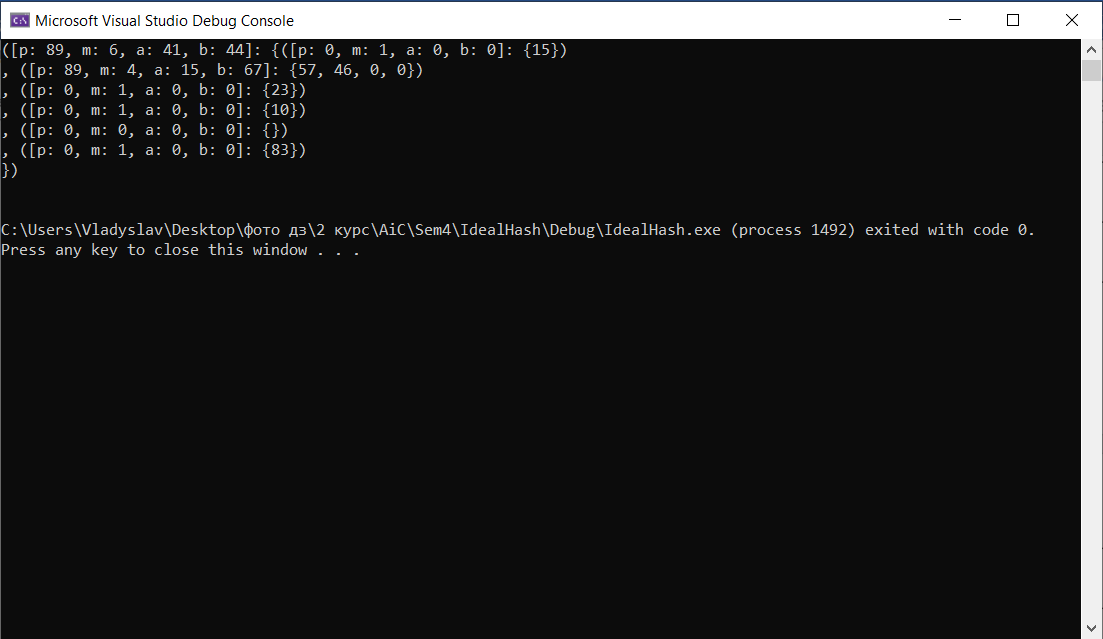 Microsoft Visual Studio Debug Console
([p: 89, m: 6, a: 41, b: 44]: {([p: 0, m: 1, a: 0, b: 0]: {15})
, ([p: 89, m: 4, a: 15, b: 67]: {57, 46, 0, 0})
, ([p: 0, m: 1, a: 0, b: 0]: {23})
, ([p: 0, m: 1, a: 0, b: 0]: {10})
, ([p: 0, m: 0, a: 0, b: 0]: {})
, ([p: 0, m: 1, a: 0, b: 0]: {83})
})
C:\Users\Vladyslav\Desktop\фото дз\2 курс\AiC\Sem4\IdealHash\Debug\IdealHash.exe (process 1492) exited with code 0.
Press any key to close this window . . .